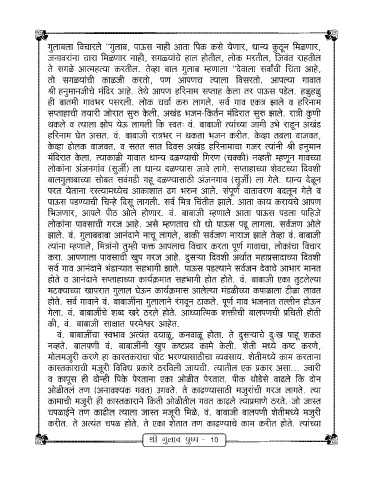 गुलाबला विचारले "गुलाब, पाऊस नाही आता पिक कसे येणार, धान्य कुठून मिळणार,
जनावरांना चारा मिळणार नाही, सगळ्यांचे हाल होतील, लोक मरतील, जिवंत राहतील
ते सगळे आत्महत्या करतील. तेव्हा बाल गुलाब म्हणाला "देवाला सर्वांची चिंता आहे,
तो सगळ्यांची काळजी करतो, पण आपणच त्याला विसरतो. आपल्या गावात
श्री हनुमानजीचे मंदिर आहे. तेथे आपण हरिनाम सप्ताह केला तर पाऊस पडेल. हळुहळु
ही बातमी गावभर पसरली. लोक चर्चा करु लागले. सर्व गाव एकत्र झाले व हरिनाम
सप्ताहाची तयारी जोरात सुरु केली. अखंड भजन-किर्तन मंदिरात सुरु झाले. रात्री कुणी
थकले व त्याला झोप येऊ लागली कि स्वतः वं. बाबाजी त्यांच्या जागी उभे राहून अखंड
हरिनाम घेत असत. वं. बाबाजी रात्रभर न थकता भजन करीत. केव्हा तबला वाजवत,
केव्हा ढोलक वाजवत, व सतत सात दिवस अखंड हरिनामाचा गजर त्यांनी श्री हनुमान
मंदिरात केला. त्याकाळी गावात धान्य दळण्याची गिरण (चक्की) नव्हती म्हणून गावच्या
लोकांना अंजनगांव (सुर्जी) ला धान्य दळण्यास जावे लागे. सप्ताहाच्या शेवटच्या दिवशी
बालगुलाबाच्या सोबत सवंगडी गहू दळण्यासाठी अंजनगाव (सुर्जी) ला गेले. धान्य दळून
परत येताना रस्त्यामध्येच आकाशात ढग भरुन आले. संपूर्ण वातावरण बदलून गेले व
पाऊस पडण्याची चिन्हे दिसू लागली. सर्व मित्र चिंतीत झाले. आता काय करायचे आपण
भिजणार, आपले पीठ ओले होणार. वं. बाबाजी म्हणाले आता पाऊस पडला पाहिजे
लोकांना पावसाची गरज आहे. असे म्हणताच धो धो पाऊस पडू लागला. सर्वजण ओले
झाले. वं. गुलाबबाबा आनंदाने नाचू लागले, बाकी सर्वजण नाराज झाले तेव्हा वं. बाबाजी
त्यांना म्हणाले, मित्रांनो तुम्ही फक्त आपलाच विचार करता पूर्ण गावाचा, लोकांचा विचार
करा. आपणाला पावसाची खुप गरज आहे. दुसऱ्या दिवशी अर्थात महाप्रसादाच्या दिवशी
सर्व गाव आनंदाने भंडाऱ्यात सहभागी झाले. पाऊस पडल्याने सर्वजन देवाचे आभार मानत
होते व आनंदाने सप्ताहाच्या कार्यक्रमात सहभागी होत होते. वं. बाबाजी एका तुटलेल्या
मटक्याच्या खापरात गुलाल घेऊन कार्यक्रमास आलेल्या मंडळीच्या कपाळाला टीळा लावत
होते. सर्व गावाने वं. बाबाजींना गुलालाने रंगवून टाकले. पूर्ण गाव भजनात तल्लीन होऊन
गेला. वं. बाबाजींचे शब्द खरे ठरले होते. आध्यात्मिक शक्तीची बालपणची प्रचिती होती
की, वं. बाबाजी साक्षात परमेश्वर आहेत.
वं. बाबाजींचा स्वभाव अत्यंत दयाळू, कनवाळू होता. ते दुसऱ्याचे दुःख पाहू शकत
नव्हते. बालपणी वं. बाबाजींनी खुप कष्टप्रद कामे केली. शेती मध्ये कष्ट करणे,
मोलमजुरी करणे हा कास्तकाराचा पोट भरण्यासाठीचा व्यवसाय. शेतीमध्ये काम करताना
कास्तकाराची मजूरी विविध प्रकारे ठरविली जायची. त्यातील एक प्रकार असा... ज्वारी
व कापुस ही दोन्ही पिके पेरताना एका ओळीत पेरतात. पीक थोडेसे वाढले कि दोन
ओळीतलं तण (अनावश्यक गवत) उगवते. ते काढण्यासाठी मजुरांची गरज लागते. त्या
कामाची मजुरी ही कास्तकाराने किती ओळीतील गवत काढले त्याप्रमाणे ठरते. जो जास्त
चपळाईने तण काढील त्याला जास्त मजूरी मिळे. वं. बाबाजी बालपणी शेतीमध्ये मजुरी
करीत. ते अत्यंत चपळ होते. ते एका शेतात तण काढण्याचे काम करीत होते. त्यांच्या
श्री गुलाब पुष्प - 10